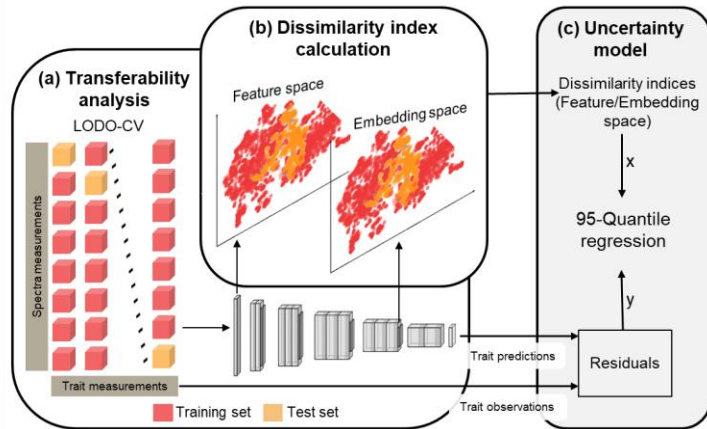 (a) Transferability
analysis
LODO-CV
Spectra measurements
Trait measurements
Training set
Test set
(b) Dissimilarity index
calculation
Feature space
Embedding space
Trait predictions
Trait observations
(c) Uncertainty
model
Dissimilarity indices
(Feature/Embedding
space)
x
95-Quantile
regression
y
Residuals